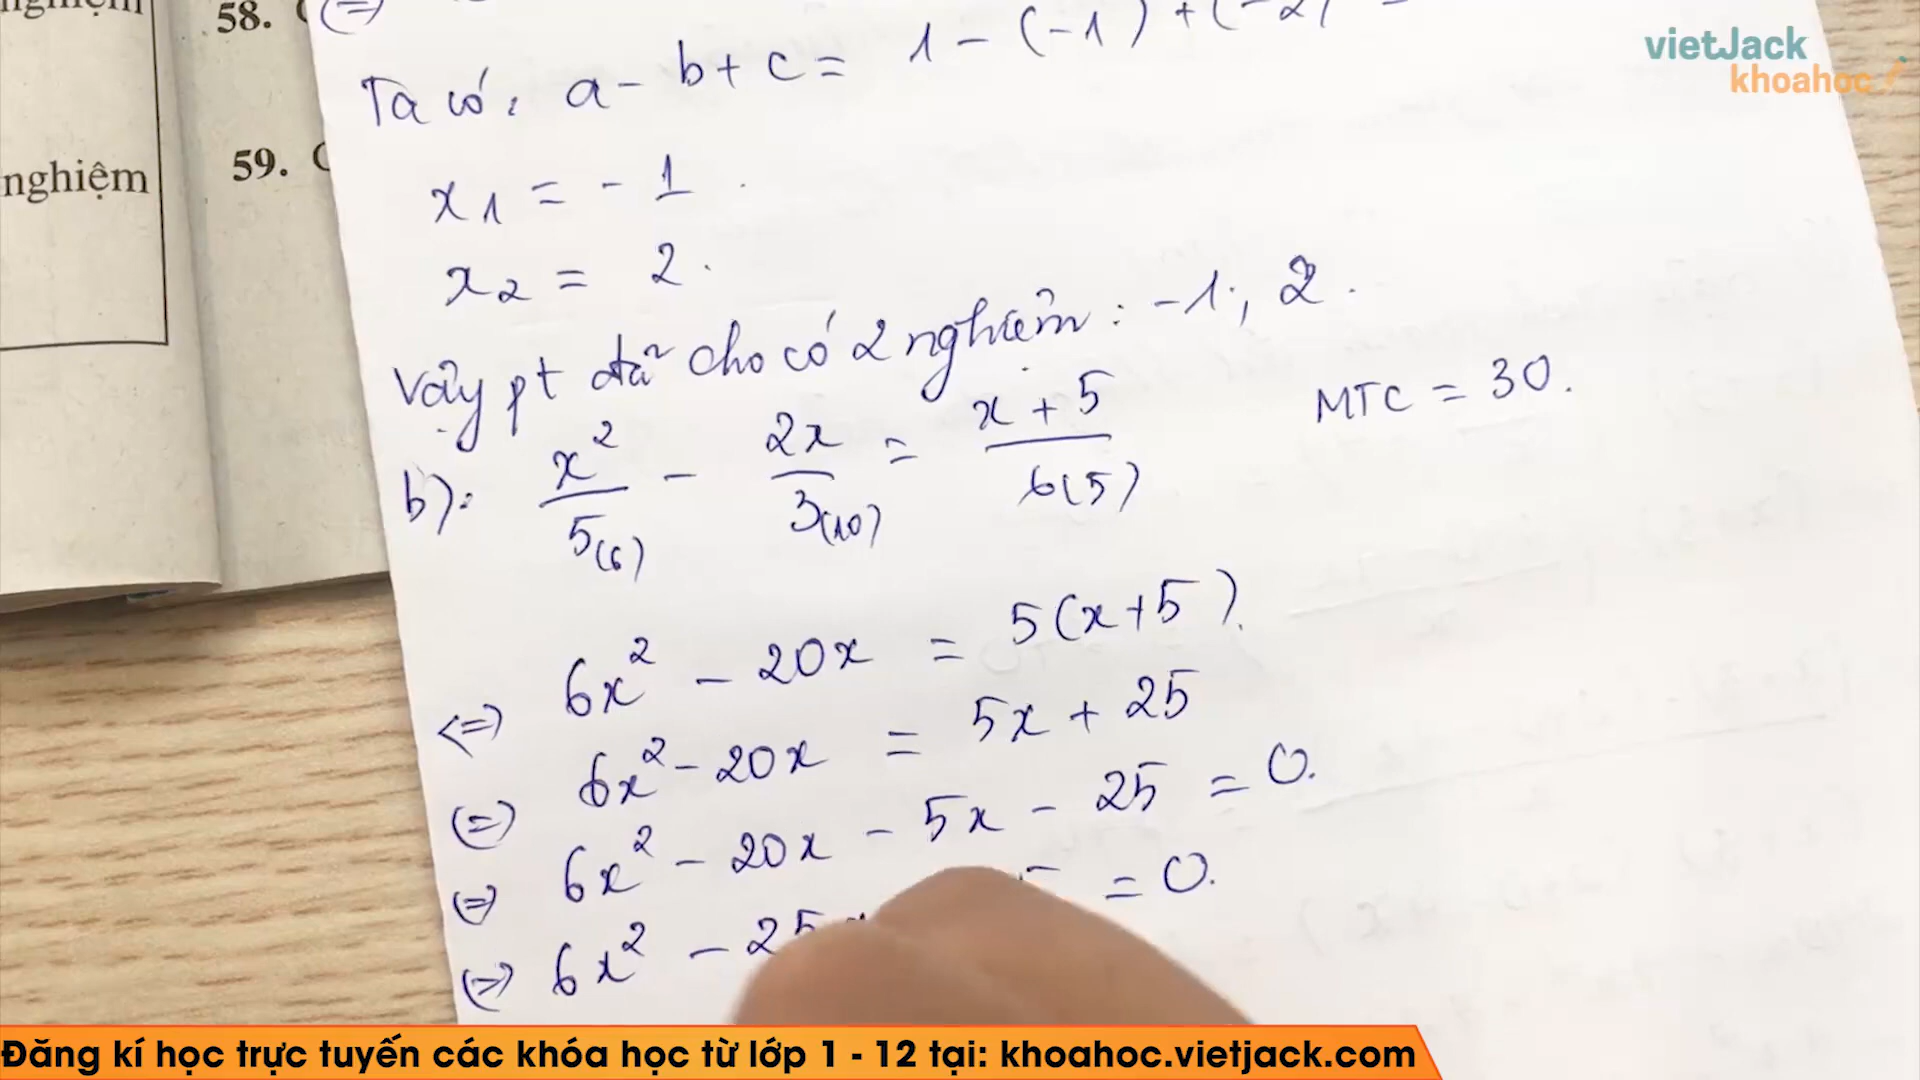 nghiệm
58.
vietJack
khoahoc
Ta có: a - b + c = 1 - (-1) + (-2)
nghiệm
59.
x1 = -1
x2 = 2.
Vậy pt đã cho có 2 nghiệm: -1; 2.
b): x²/5(6) - 2x/3(10) = x + 5/6(5) MTC = 30.
<=> 6x² - 20x = 5(x+5).
(=) 6x² - 20x = 5x + 25
(=) 6x² - 20x - 5x - 25 = 0.
(=) 6x² - 25 = 0.
Đăng kí học trực tuyến các khóa học từ lớp 1 - 12 tại: khoahoc.vietjack.com